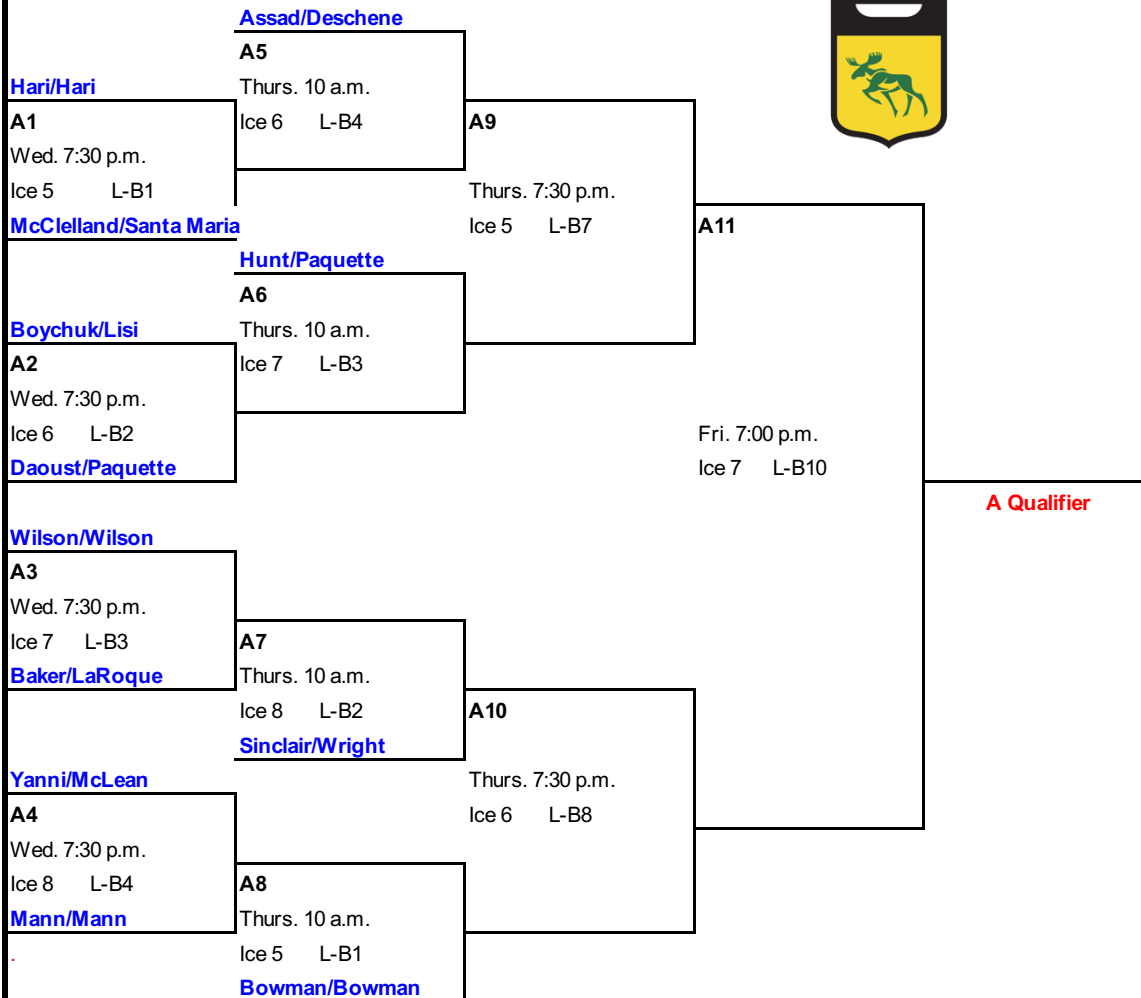 Assad/Deschene
A5
Hari/Hari Thurs. 10 a.m.
A1 Ice 6 L-B4 A9
Wed. 7:30 p.m.
Ice 5 L-B1 Thurs. 7:30 p.m.
McClelland/Santa Maria Ice 5 L-B7 A11
Hunt/Paquette
A6
Boychuk/Lisi Thurs. 10 a.m.
A2 Ice 7 L-B3
Wed. 7:30 p.m.
Ice 6 L-B2 Fri. 7:00 p.m.
Daoust/Paquette Ice 7 L-B10
A Qualifier
Wilson/Wilson
A3
Wed. 7:30 p.m.
Ice 7 L-B3 A7
Baker/LaRoque Thurs. 10 a.m.
Ice 8 L-B2 A10
Sinclair/Wright
Yanni/McLean Thurs. 7:30 p.m.
A4 Ice 6 L-B8
Wed. 7:30 p.m.
Ice 8 L-B4 A8
Mann/Mann Thurs. 10 a.m.
. Ice 5 L-B1
Bowman/Bowman